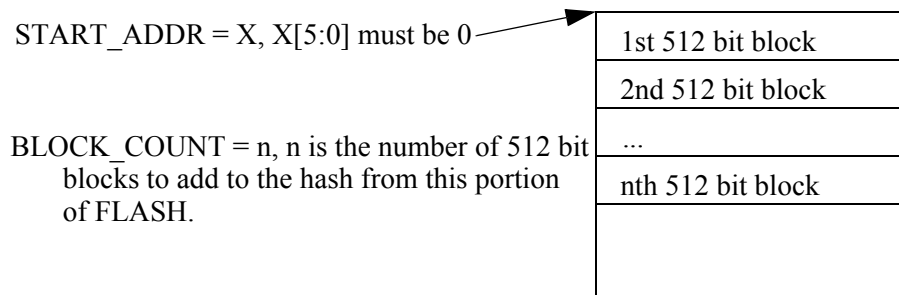 START_ADDR = X, X[5:0] must be 0
1st 512 bit block
2nd 512 bit block
...
nth 512 bit block
BLOCK_COUNT = n, n is the number of 512 bit
blocks to add to the hash from this portion
of FLASH.